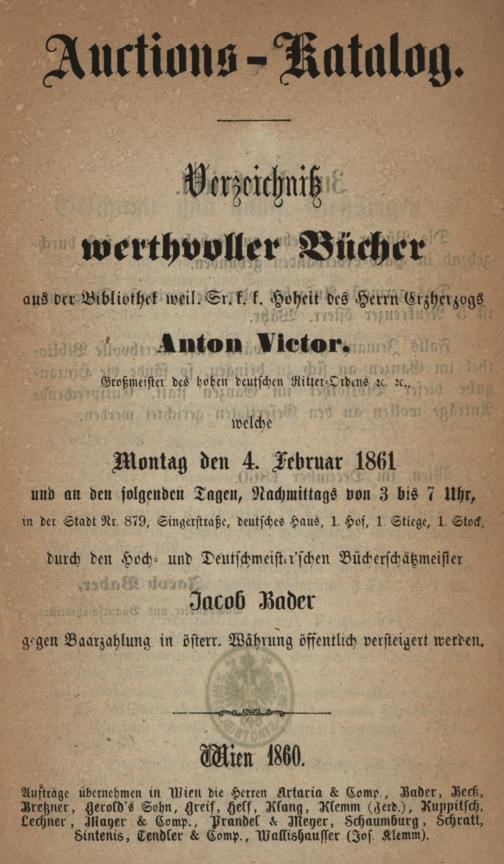 Auctions-Katalog.
Verzeichniß
werthvoller Bücher
aus der Bibliothek weil. Sr. k. k. Hoheit des Herrn Erzherzogs
Anton Victor.
Großmeister des hohen deutschen Ritter-Ordens ꝛc. ꝛc.,
welche
Montag den 4. Februar 1861
und an den folgenden Tagen, Nachmittags von 3 bis 7 Uhr,
in der Stadt Nr. 879, Singerstraße, deutsches Haus, 1. Hof, 1. Stiege, 1. Stock,
durch den Hoch- und Deutschmeister'schen Bücherschätzmeister
Jacob Bader
gegen Baarzahlung in österr. Währung öffentlich versteigert werden.
Wien 1860.
Aufträge übernehmen in Wien die Herren Artaria & Comp., Bader, Beck,
Bretzner, Gerold's Sohn, Greif, Helf, Klang, Klemm (Ferd.), Kuppitsch,
Lechner, Mayer & Comp., Prandel & Meyer, Schaumburg, Schratt,
Sintenis, Tendler & Comp., Wallishausser (Jos. Klemm).